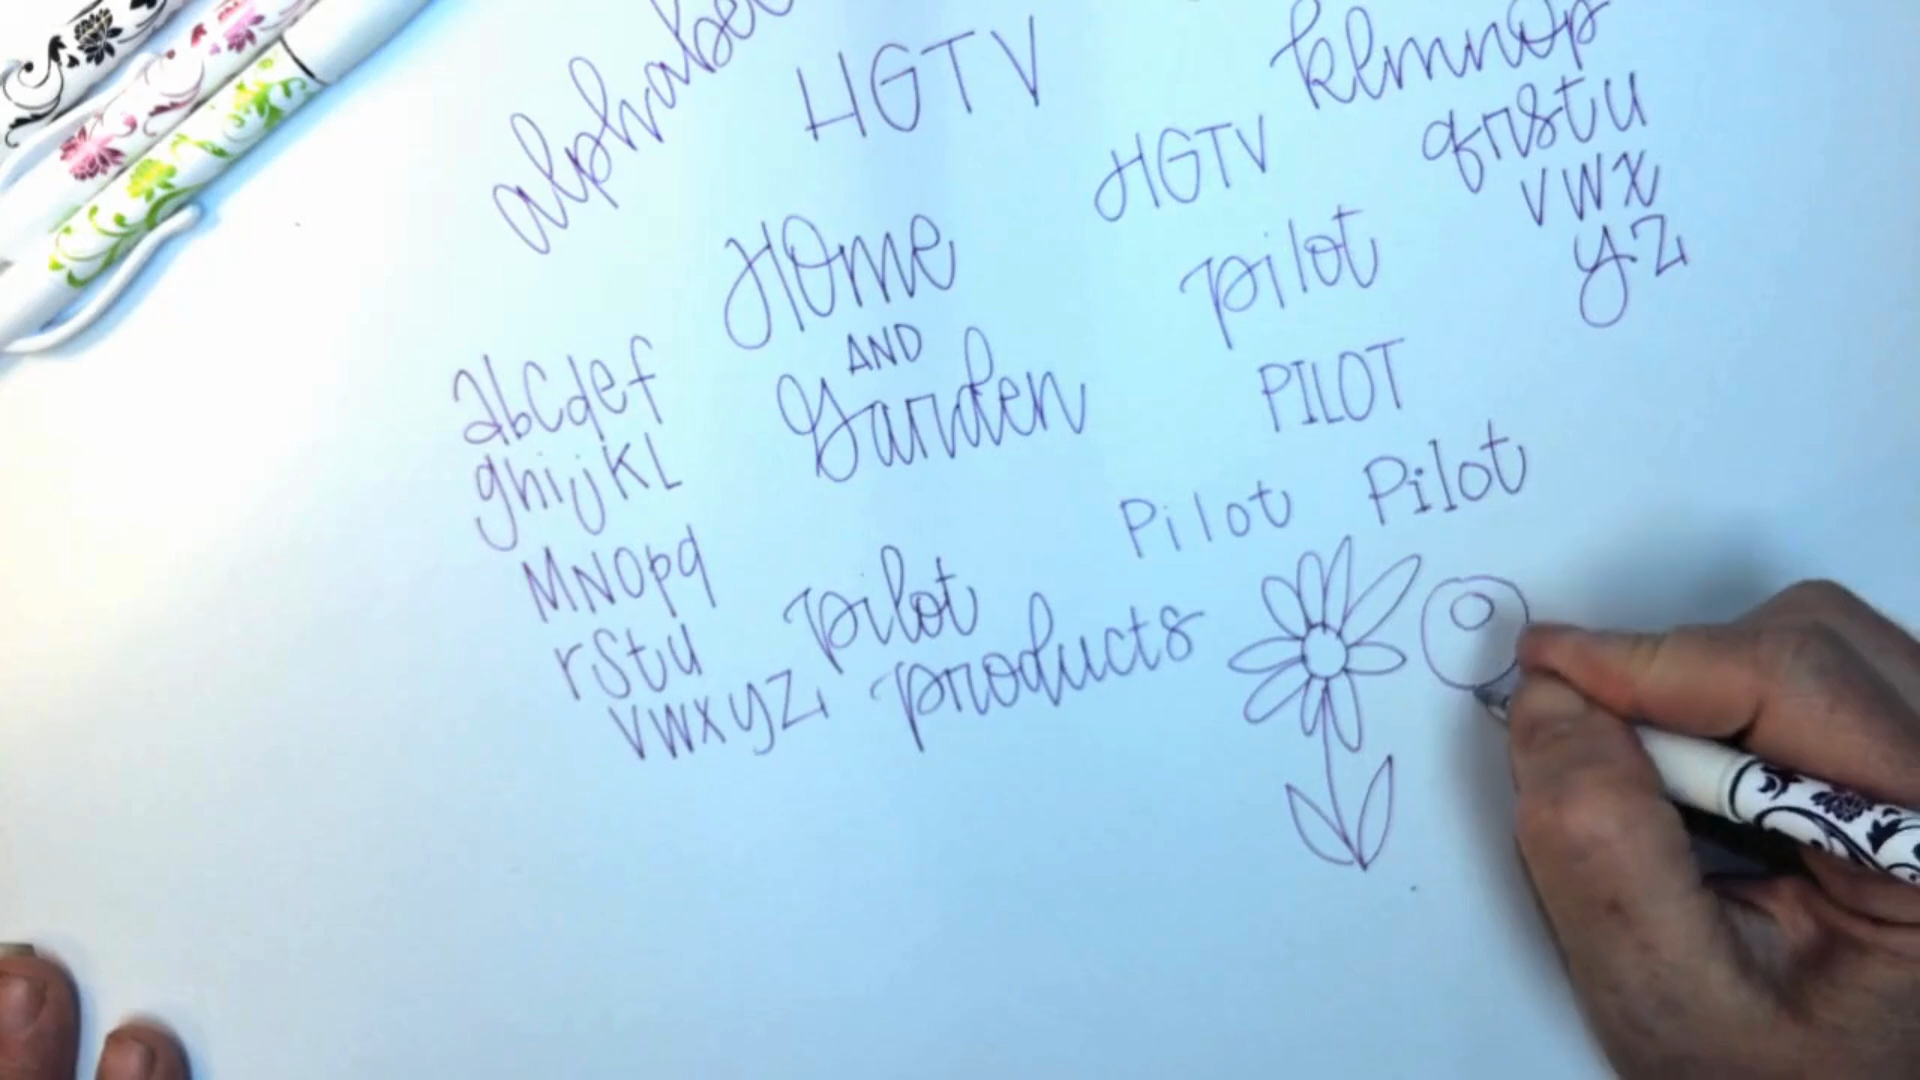 alphabet
HGTV
Home
AND
Garden
abcdef
ghijKL
MNOpq
rstu
vwxyz
pilot
products
klmnop
qrstu
vwx
yz
HGTV
pilot
PILOT
Pilot Pilot